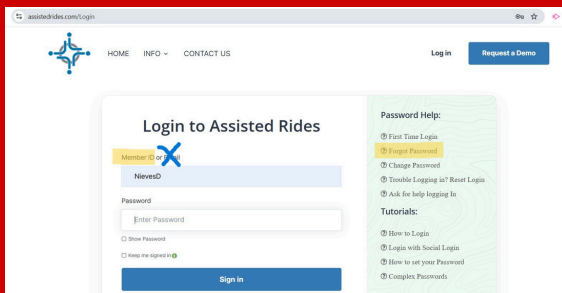 assistedrides.com/Login
HOME INFO CONTACT US Log in Request a Demo
Login to Assisted Rides
Member ID or Email
NievesD
Password
Enter Password
Show Password
Keep me signed in
Sign in
Password Help:
First Time Login
Forgot Password
Change Password
Trouble Logging in? Reset Login
Ask for help logging In
Tutorials:
How to Login
Login with Social Login
How to set your Password
Complex Passwords